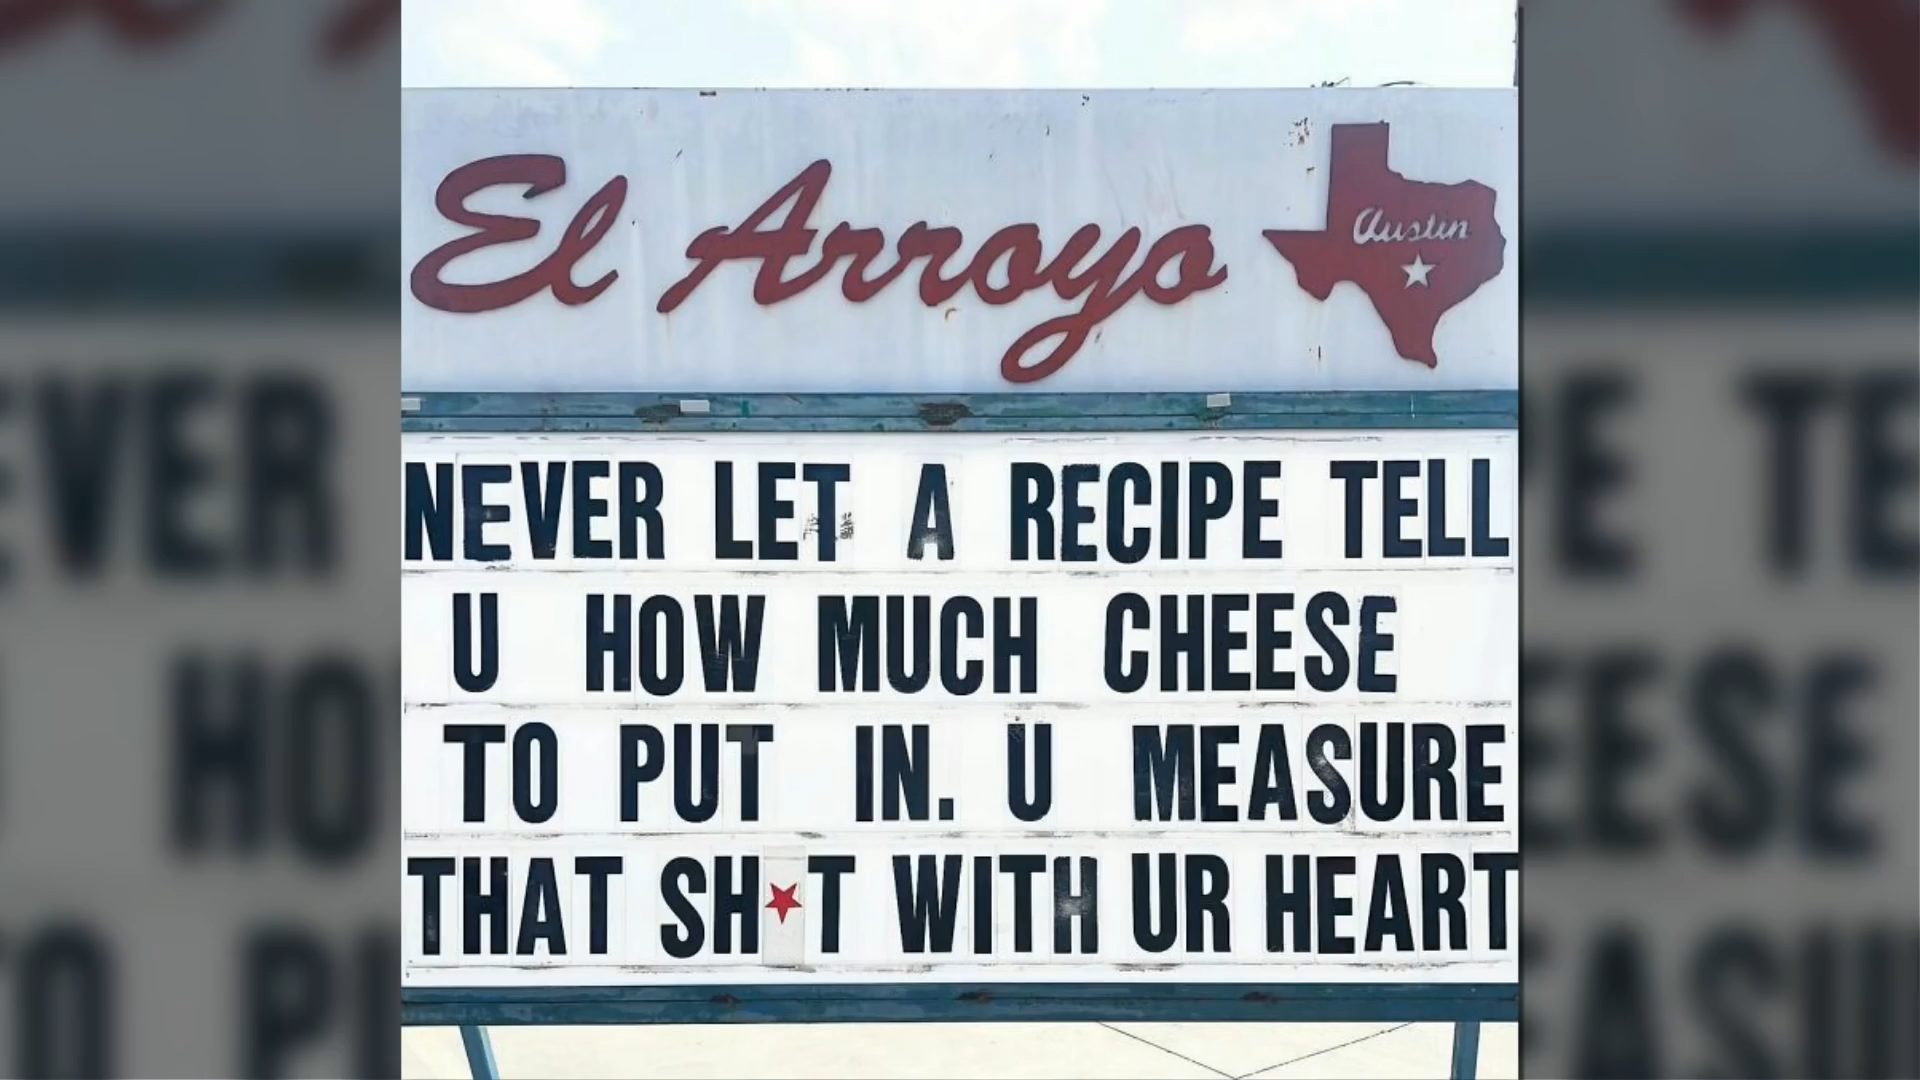 El Arroyo
Austin
NEVER LET A RECIPE TELL
U HOW MUCH CHEESE
TO PUT IN. U MEASURE
THAT SH★T WITH UR HEART